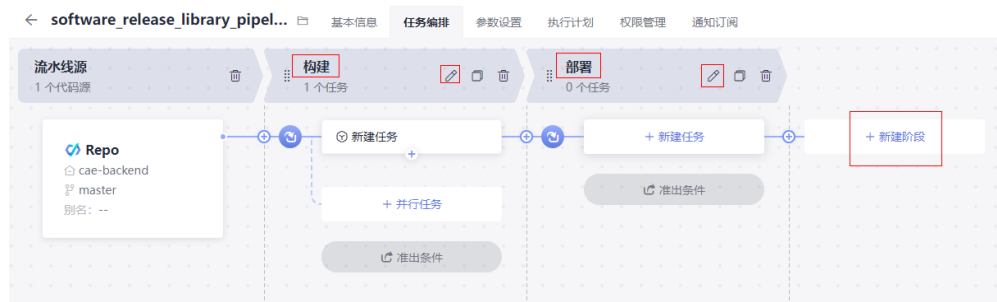 software_release_library_pipel...
基本信息
任务编排
参数设置
执行计划
权限管理
通知订阅
流水线源
1 个代码源
构建
1 个任务
部署
0 个任务
Repo
cae-backend
master
别名: --
新建任务
+ 并行任务
准出条件
+ 新建任务
准出条件
+ 新建阶段